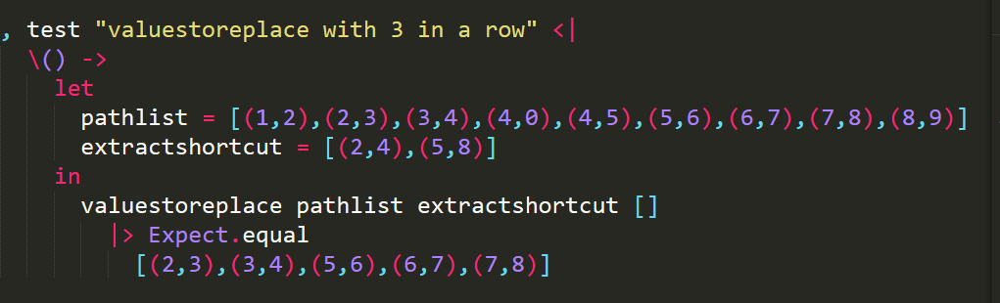 , test "valuestoreplace with 3 in a row" <|
\() ->
let
pathlist = [(1,2),(2,3),(3,4),(4,0),(4,5),(5,6),(6,7),(7,8),(8,9)]
extractshortcut = [(2,4),(5,8)]
in
valuestoreplace pathlist extractshortcut []
|> Expect.equal
[(2,3),(3,4),(5,6),(6,7),(7,8)]